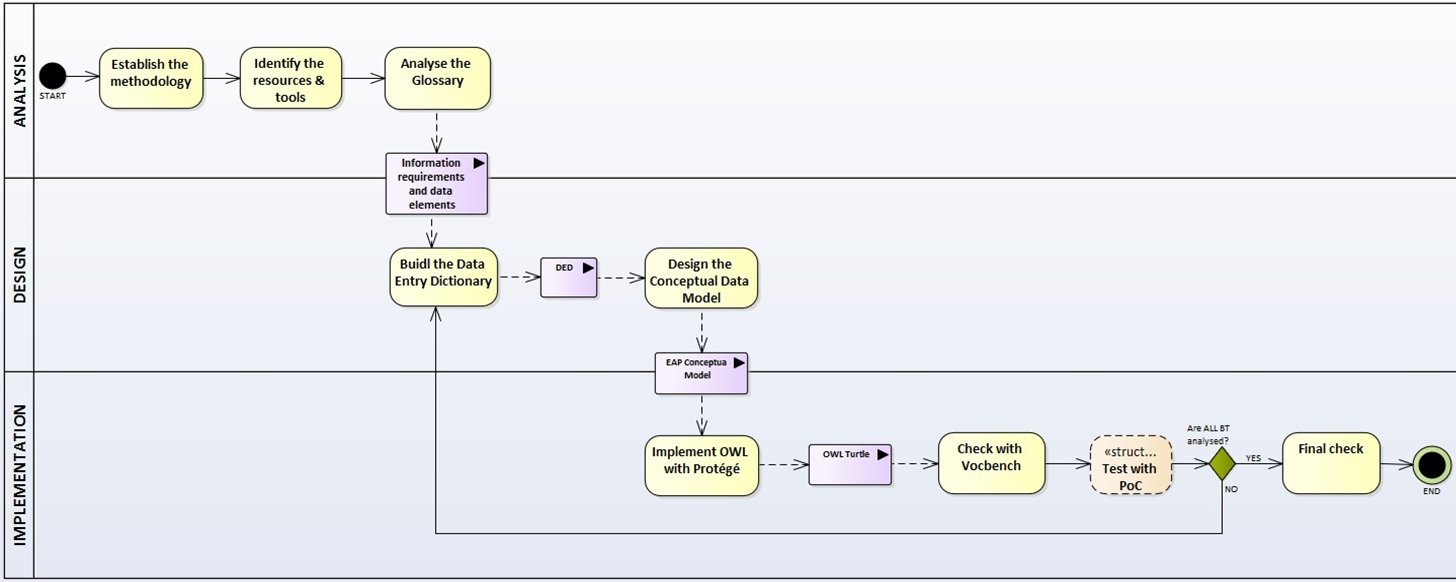 ANALYSIS
START
Establish the
methodology
Identify the
resources &
tools
Analyse the
Glossary
Information
requirements
and data
elements
DESIGN
Buidl the Data
Entry Dictionary
DED
Design the
Conceptual Data
Model
EAP Conceptua
Model
IMPLEMENTATION
Implement OWL
with Protégé
OWL Turtle
Check with
Vocbench
«struct...
Test with
PoC
Are ALL BT
analysed?
YES
NO
Final check
END